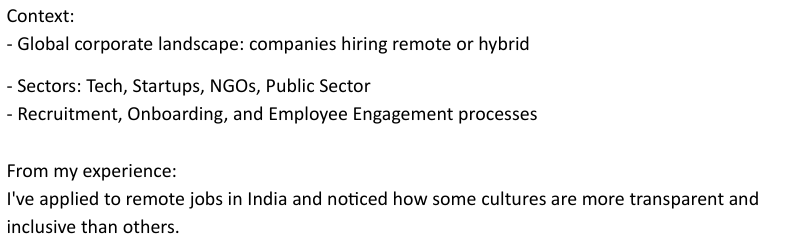 Context:
- Global corporate landscape: companies hiring remote or hybrid
- Sectors: Tech, Startups, NGOs, Public Sector
- Recruitment, Onboarding, and Employee Engagement processes
From my experience:
I've applied to remote jobs in India and noticed how some cultures are more transparent and
inclusive than others.